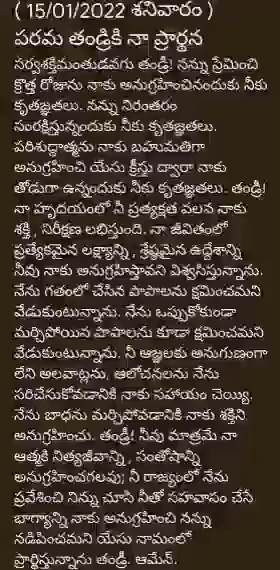 ( 15/01/2022 శనివారం )
పరమ తండ్రికి నా ప్రార్థన
సర్వశక్తిమంతుడవగు తండ్రీ! నన్ను ప్రేమించి
క్రొత్త రోజును నాకు అనుగ్రహించినందుకు నీకు
కృతజ్ఞతలు. నన్ను నిరంతరం
సంరక్షిస్తున్నందుకు నీకు కృతజ్ఞతలు.
పరిశుద్ధాత్మను నాకు బహుమతిగా
అనుగ్రహించి యేసు క్రీస్తు ద్వారా నాకు
తోడుగా ఉన్నందుకు నీకు కృతజ్ఞతలు. తండ్రీ!
నా హృదయంలో నీ ప్రత్యక్షత వలన నాకు
శక్తి , నిరీక్షణ లభిస్తుంది. నా జీవితంలో
ప్రత్యేకమైన లక్ష్యాన్ని , శ్రేష్టమైన ఉద్దేశాన్ని
నీవు నాకు అనుగ్రహిస్తావని విశ్వసిస్తున్నాను.
నేను గతంలో చేసిన పాపాలను క్షమించమని
వేడుకుంటున్నాను. నేను ఒప్పుకోకుండా
మర్చిపోయిన పాపాలను కూడా క్షమించమని
వేడుకుంటున్నాను. నీ ఆజ్ఞలకు అనుగుణంగా
లేని అలవాట్లను, ఆలోచనలను నేను
సరిచేసుకోవడానికి నాకు సహాయం చెయ్యి.
నేను బాధను మర్చిపోవడానికి నాకు శక్తిని
అనుగ్రహించు. తండ్రీ! నీవు మాత్రమే నా
ఆత్మకి నిత్యజీవాన్ని , సంతోషాన్ని
అనుగ్రహించగలవు; నీ రాజ్యంలో నేను
ప్రవేశించి నిన్ను చూసి నీతో సహవాసం చేసే
భాగ్యాన్ని నాకు అనుగ్రహించి నన్ను
నడిపించమని యేసు నామంలో
ప్రార్థిస్తున్నాను తండ్రీ. ఆమేన్.